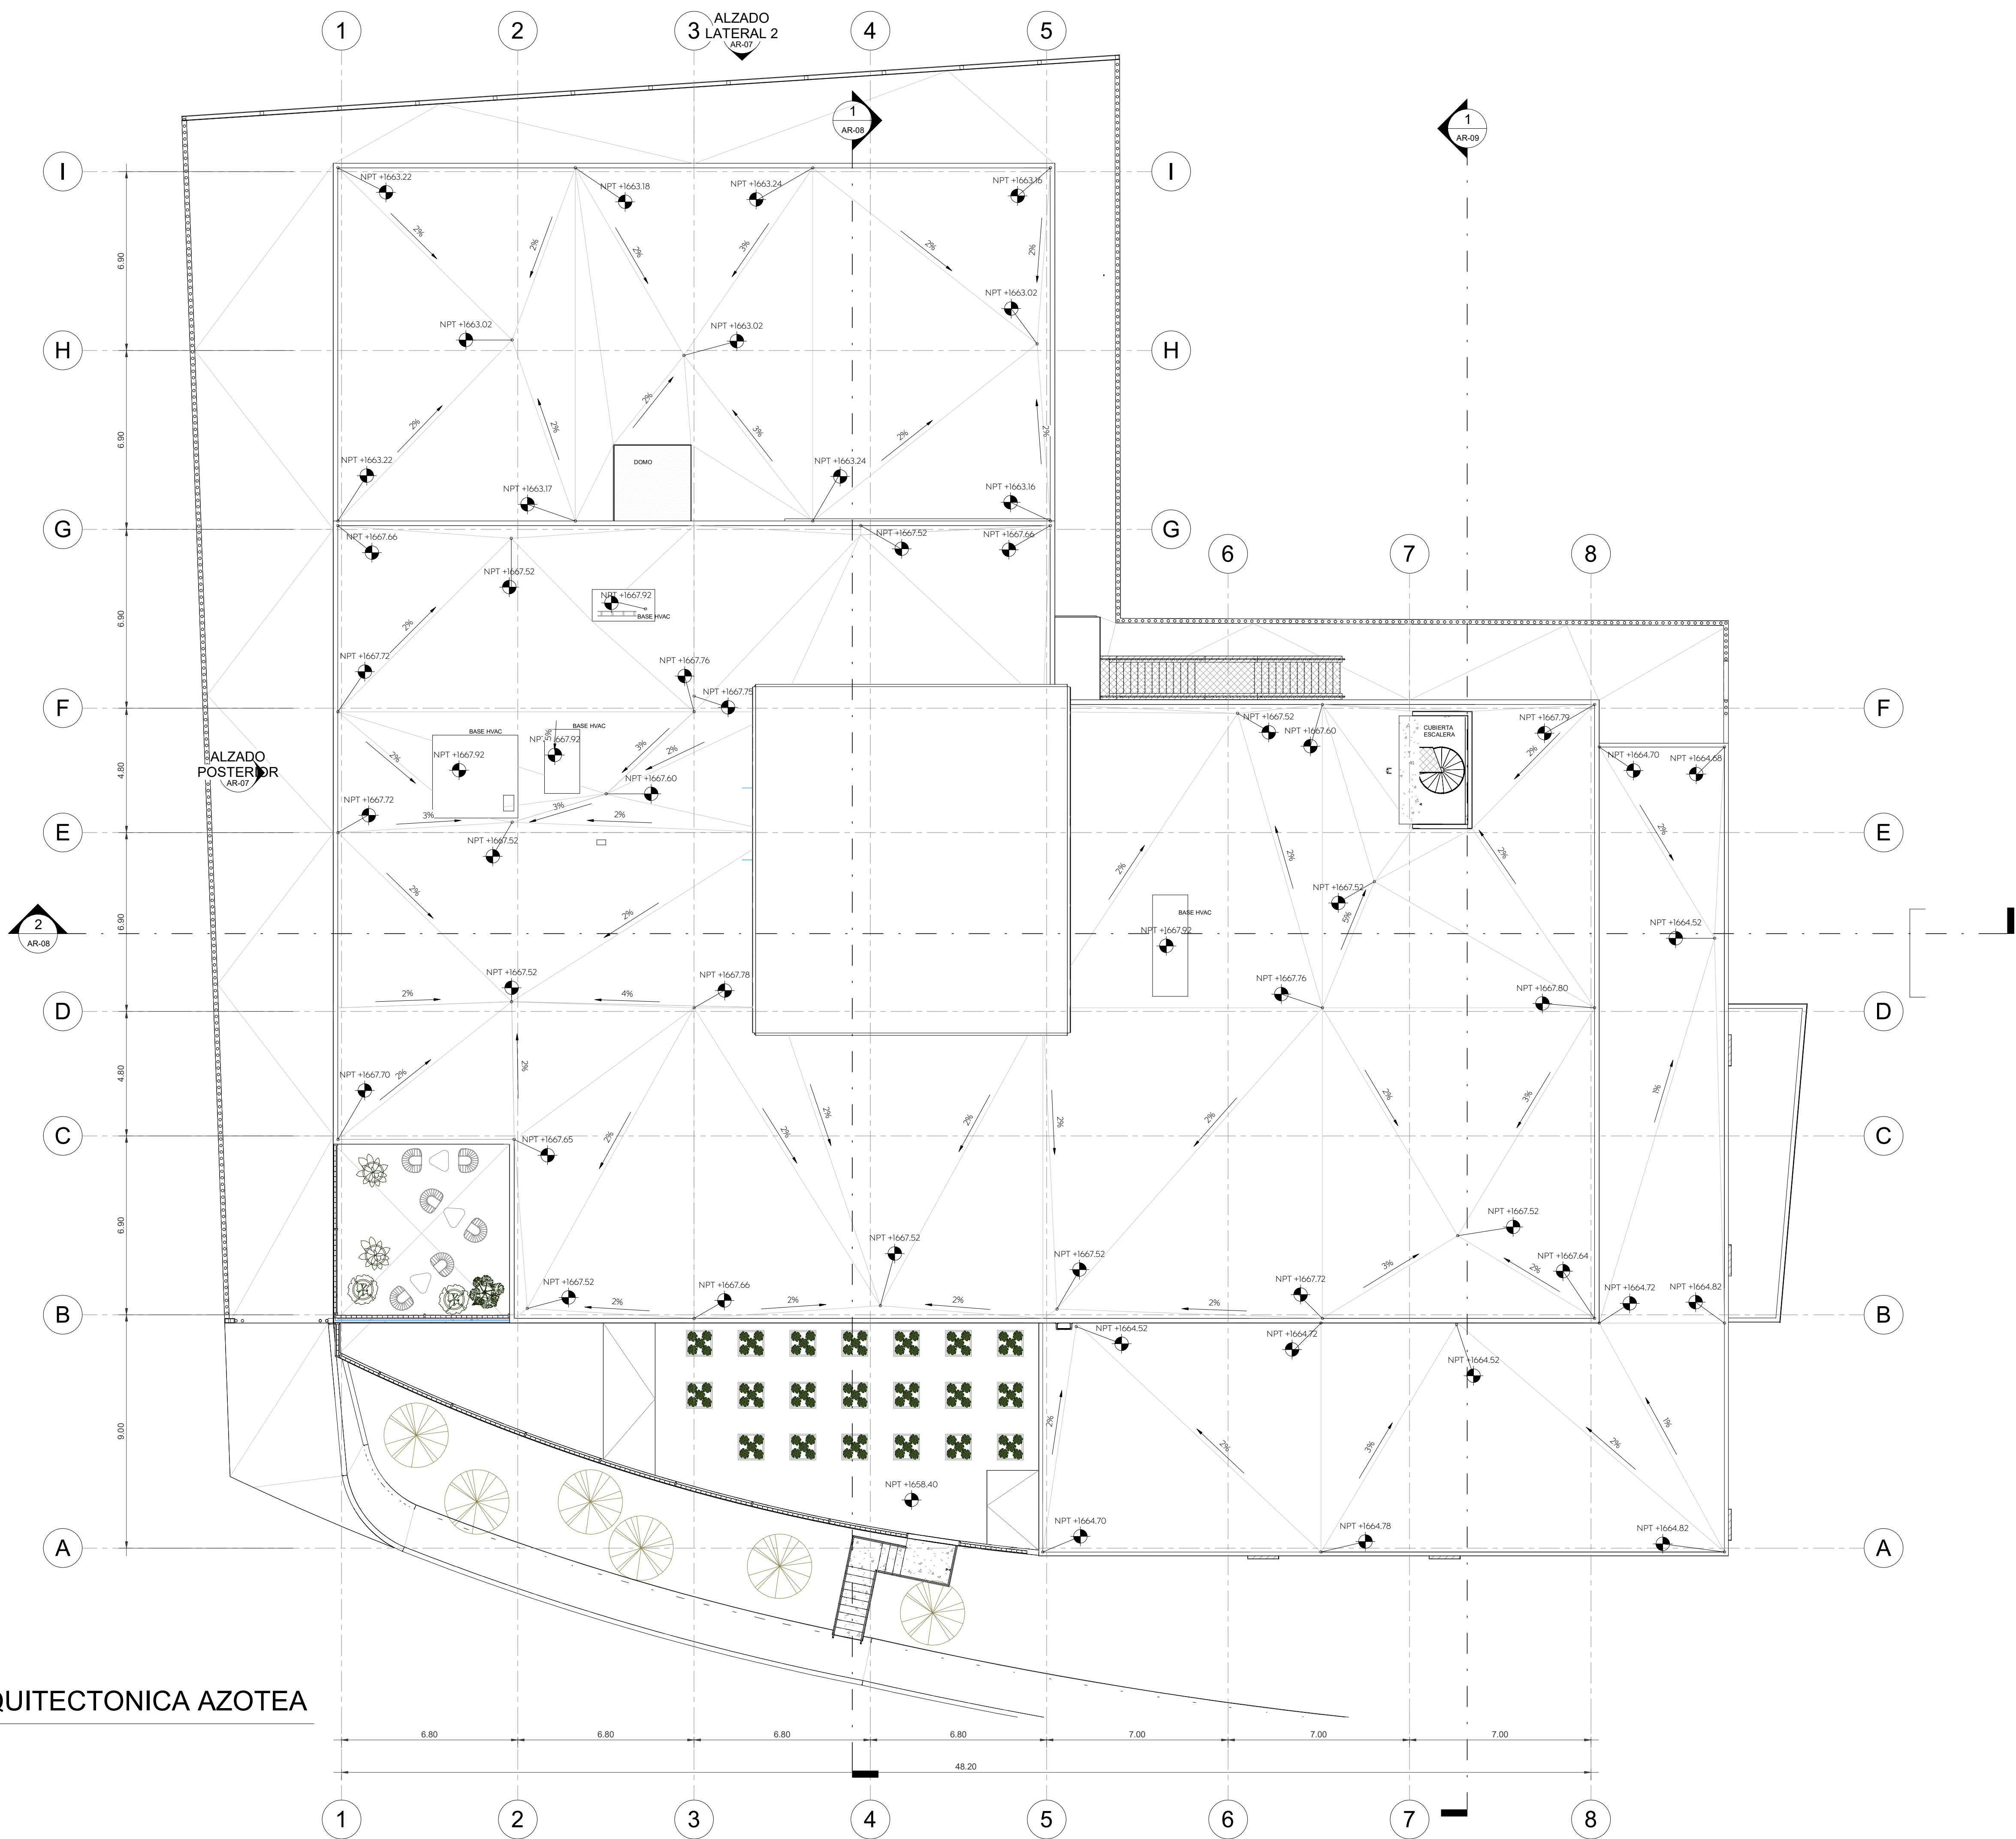 1
2
3
4
5
ALZADO
LATERAL 2
AR-07
1
AR-08
1
AR-09
I
I
NPT +1663.22
NPT +1663.18
NPT +1663.24
NPT +1663.16
2%
2%
2%
3%
2%
2%
6.90
NPT +1663.02
NPT +1663.02
NPT +1663.02
H
H
2%
2%
2%
3%
2%
2%
6.90
DOMO
NPT +1663.22
NPT +1663.17
NPT +1663.24
NPT +1663.16
G
G
NPT +1667.66
NPT +1667.52
NPT +1667.66
6
7
8
NPT +1667.52
NPT +1667.92
BASE HVAC
6.90
2%
NPT +1667.72
NPT +1667.76
NPT +1667.75
F
F
NPT +1667.52
NPT +1667.60
CUBIERTA
ESCALERA
NPT +1667.79
BASE HVAC
BASE HVAC
NPT +1667.92
NPT +1667.92
5%
2%
3%
2%
2%
NPT +1664.70
NPT +1664.68
ALZADO
POSTERIOR
AR-07
4.80
NPT +1667.60
NPT +1667.72
3%
3%
2%
E
E
NPT +1667.52
2%
2%
2%
2%
2%
2%
6.90
NPT +1667.52
5%
BASE HVAC
NPT +1667.92
NPT +1664.52
2
AR-08
NPT +1667.52
NPT +1667.78
NPT +1667.76
NPT +1667.80
2%
4%
D
D
4.80
NPT +1667.70
2%
2%
2%
2%
2%
2%
2%
2%
2%
3%
1%
C
C
NPT +1667.65
6.90
NPT +1667.52
NPT +1667.52
NPT +1667.52
NPT +1667.64
NPT +1667.52
NPT +1667.66
NPT +1667.72
NPT +1664.72
NPT +1664.82
2%
2%
2%
2%
3%
2%
B
B
NPT +1664.52
NPT +1664.72
NPT +1664.52
9.00
2%
2%
3%
2%
1%
NPT +1658.40
NPT +1664.70
NPT +1664.78
NPT +1664.82
A
A
QUITECTONICA AZOTEA
6.80
6.80
6.80
6.80
7.00
7.00
7.00
48.20
1
2
3
4
5
6
7
8